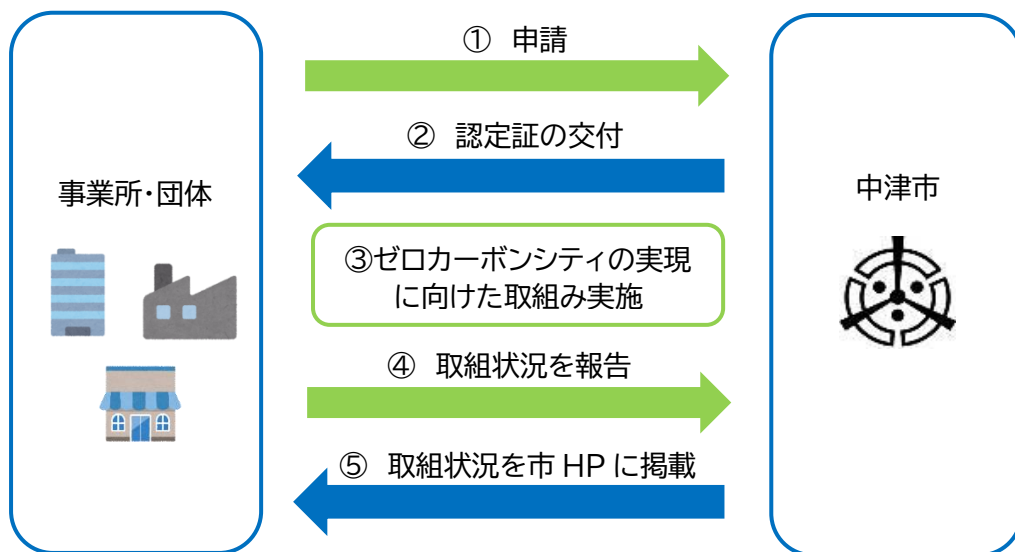 ① 申請
② 認定証の交付
事業所・団体
中津市
③ゼロカーボンシティの実現
に向けた取組み実施
④ 取組状況を報告
⑤ 取組状況を市 HP に掲載